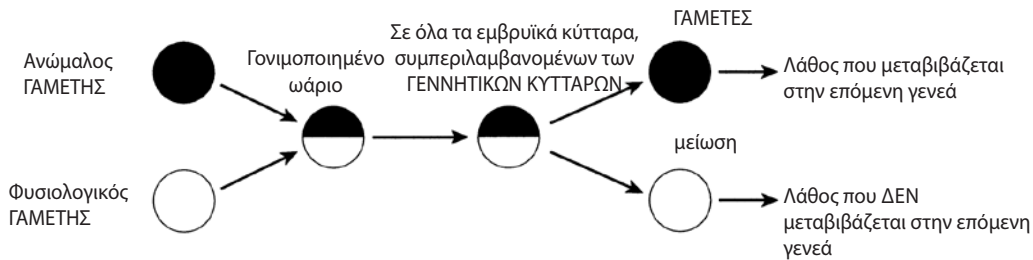 Ανώμαλος
ΓΑΜΕΤΗΣ
Γονιμοποιημένο
ωάριο
Σε όλα τα εμβρυϊκά κύτταρα,
συμπεριλαμβανομένων των
ΓΕΝΝΗΤΙΚΩΝ ΚΥΤΤΑΡΩΝ
ΓΑΜΕΤΕΣ
Λάθος που μεταβιβάζεται
στην επόμενη γενεά
μείωση
Φυσιολογικός
ΓΑΜΕΤΗΣ
Λάθος που ΔΕΝ
μεταβιβάζεται στην επόμενη
γενεά